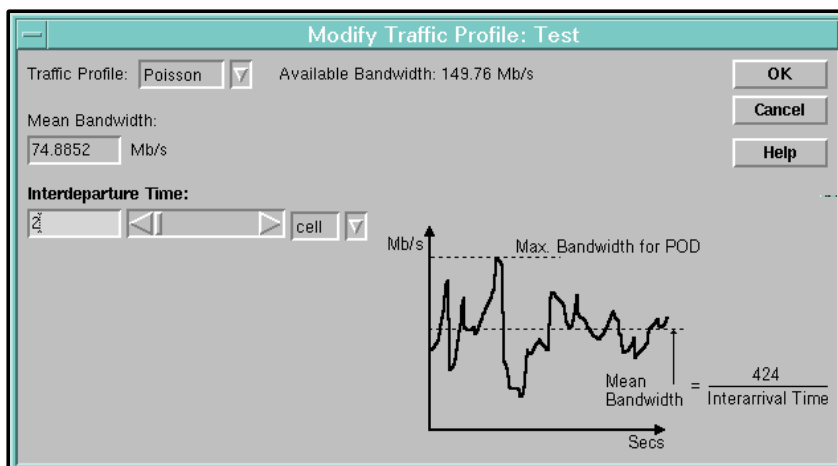 Modify Traffic Profile: Test
Traffic Profile: Poisson Available Bandwidth: 149.76 Mb/s
OK
Cancel
Mean Bandwidth:
74.8852 Mb/s
Help
Interdeparture Time:
2 cell
Mb/s
Max. Bandwidth for POD
Mean
Bandwidth
=
424
Interarrival Time
Secs